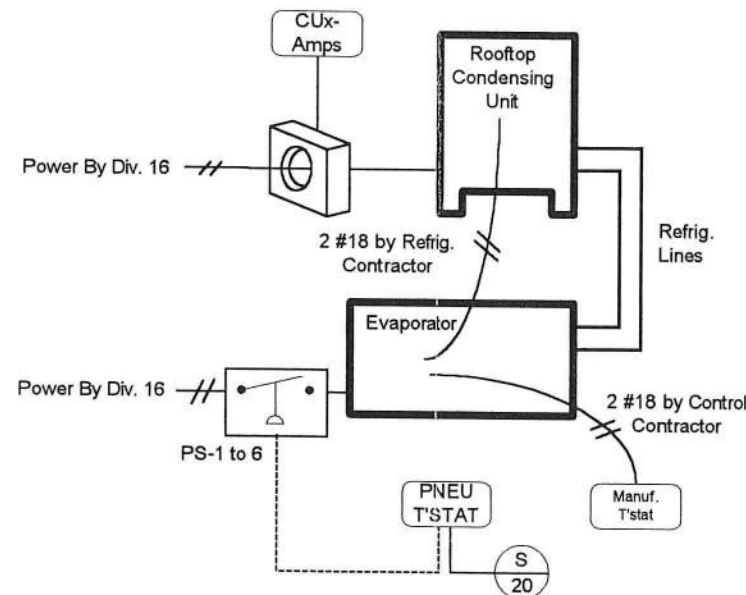 CUx-
Amps
Rooftop
Condensing
Unit
Power By Div. 16
2 #18 by Refrig.
Contractor
Refrig.
Lines
Evaporator
Power By Div. 16
2 #18 by Control
Contractor
PS-1 to 6
PNEU
T'STAT
Manuf.
T'stat
S
20